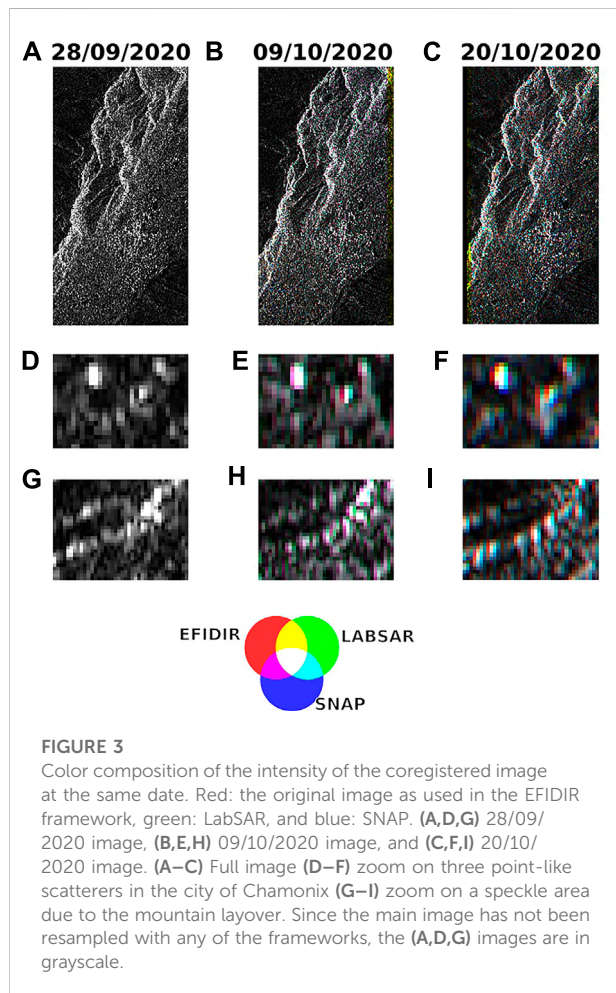 A 28/09/2020 B 09/10/2020 C 20/10/2020
D E F
G H I
EFIDIR LABSAR
SNAP
FIGURE 3
Color composition of the intensity of the coregistered image
at the same date. Red: the original image as used in the EFIDIR
framework, green: LabSAR, and blue: SNAP. (A,D,G) 28/09/
2020 image, (B,E,H) 09/10/2020 image, and (C,F,I) 20/10/
2020 image. (A–C) Full image (D–F) zoom on three point-like
scatterers in the city of Chamonix (G–I) zoom on a speckle area
due to the mountain layover. Since the main image has not been
resampled with any of the frameworks, the (A,D,G) images are in
grayscale.